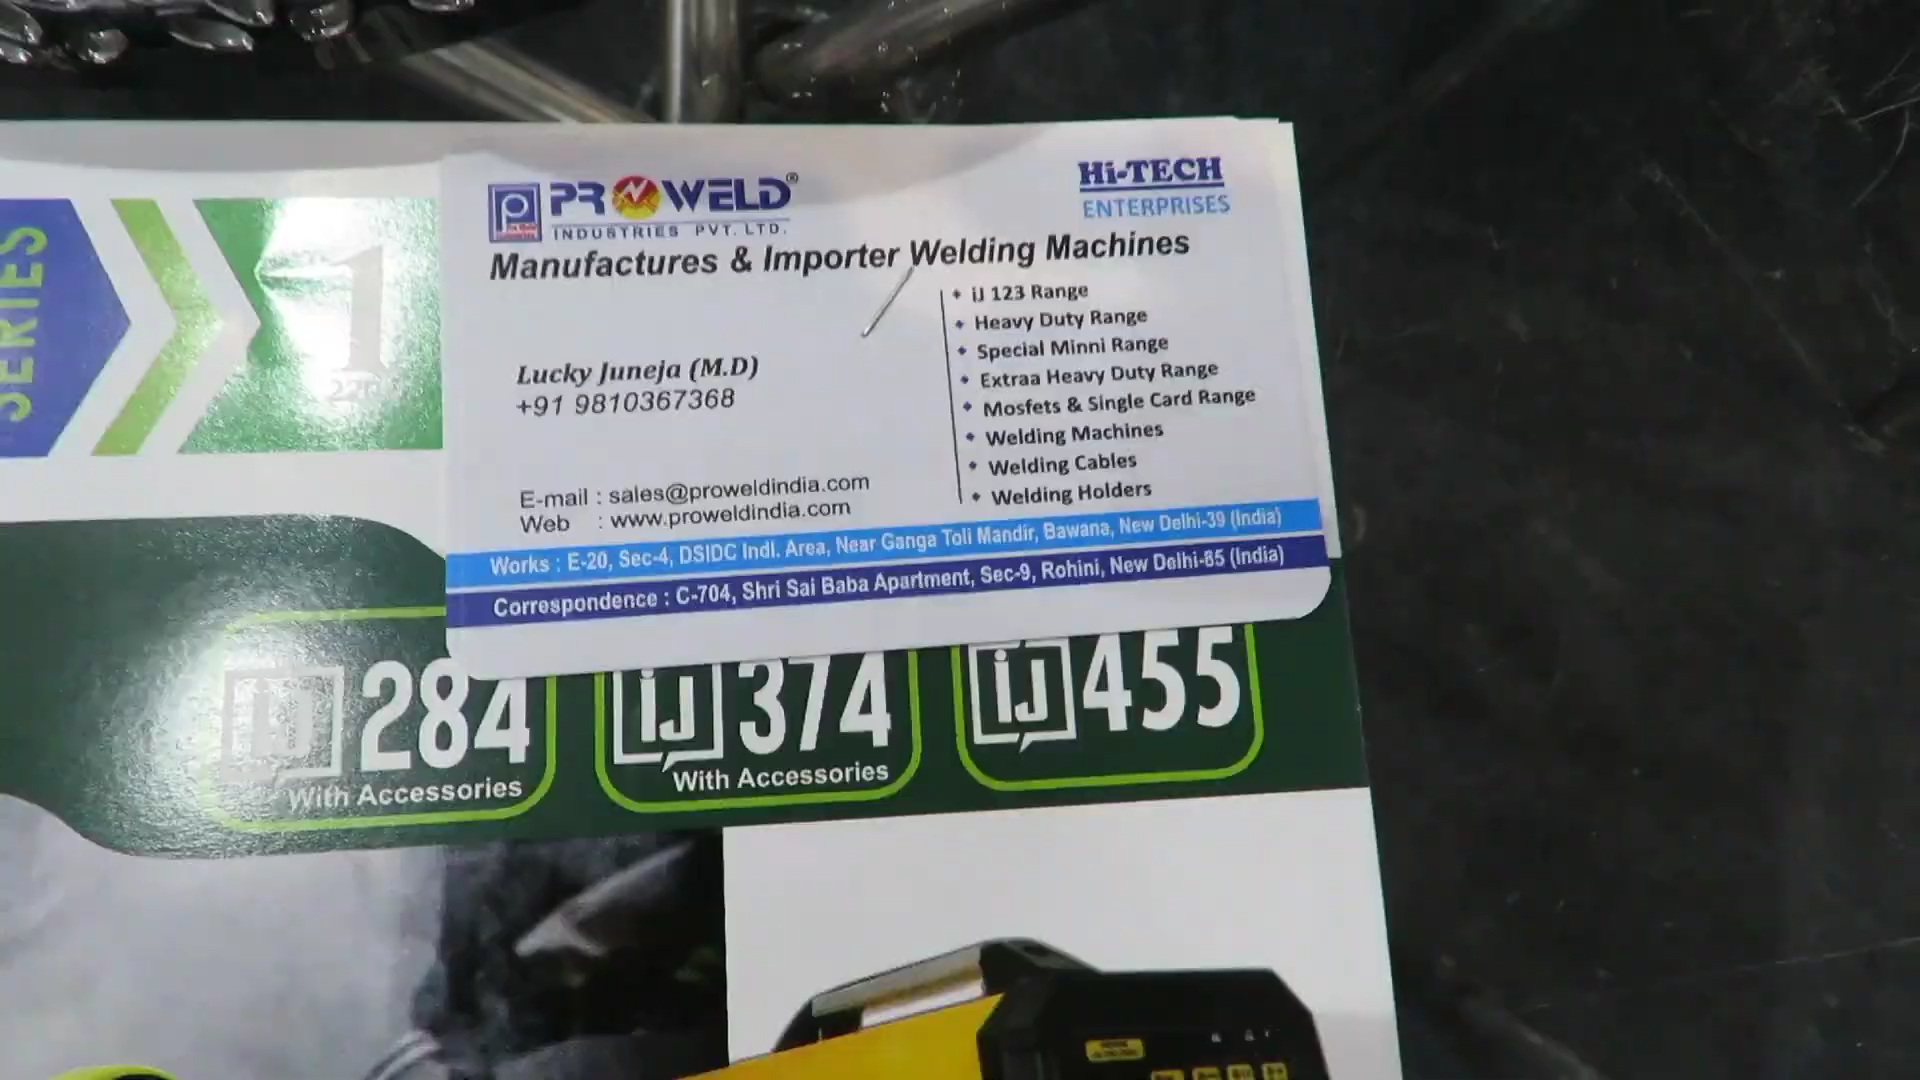 PROWELD®
INDUSTRIES PVT. LTD.
Hi-TECH
ENTERPRISES
Manufactures & Importer Welding Machines
Lucky Juneja (M.D)
+91 9810367368
E-mail : sales@proweldindia.com
Web : www.proweldindia.com
iJ 123 Range
Heavy Duty Range
Special Minni Range
Extraa Heavy Duty Range
Mosfets & Single Card Range
Welding Machines
Welding Cables
Welding Holders
Works : E-20, Sec-4, DSIDC Indl. Area, Near Ganga Toli Mandir, Bawana, New Delhi-39 (India)
Correspondence : C-704, Shri Sai Baba Apartment, Sec-9, Rohini, New Delhi-85 (India)
SERIES
1
iJ 284
With Accessories
iJ 374
With Accessories
iJ 455